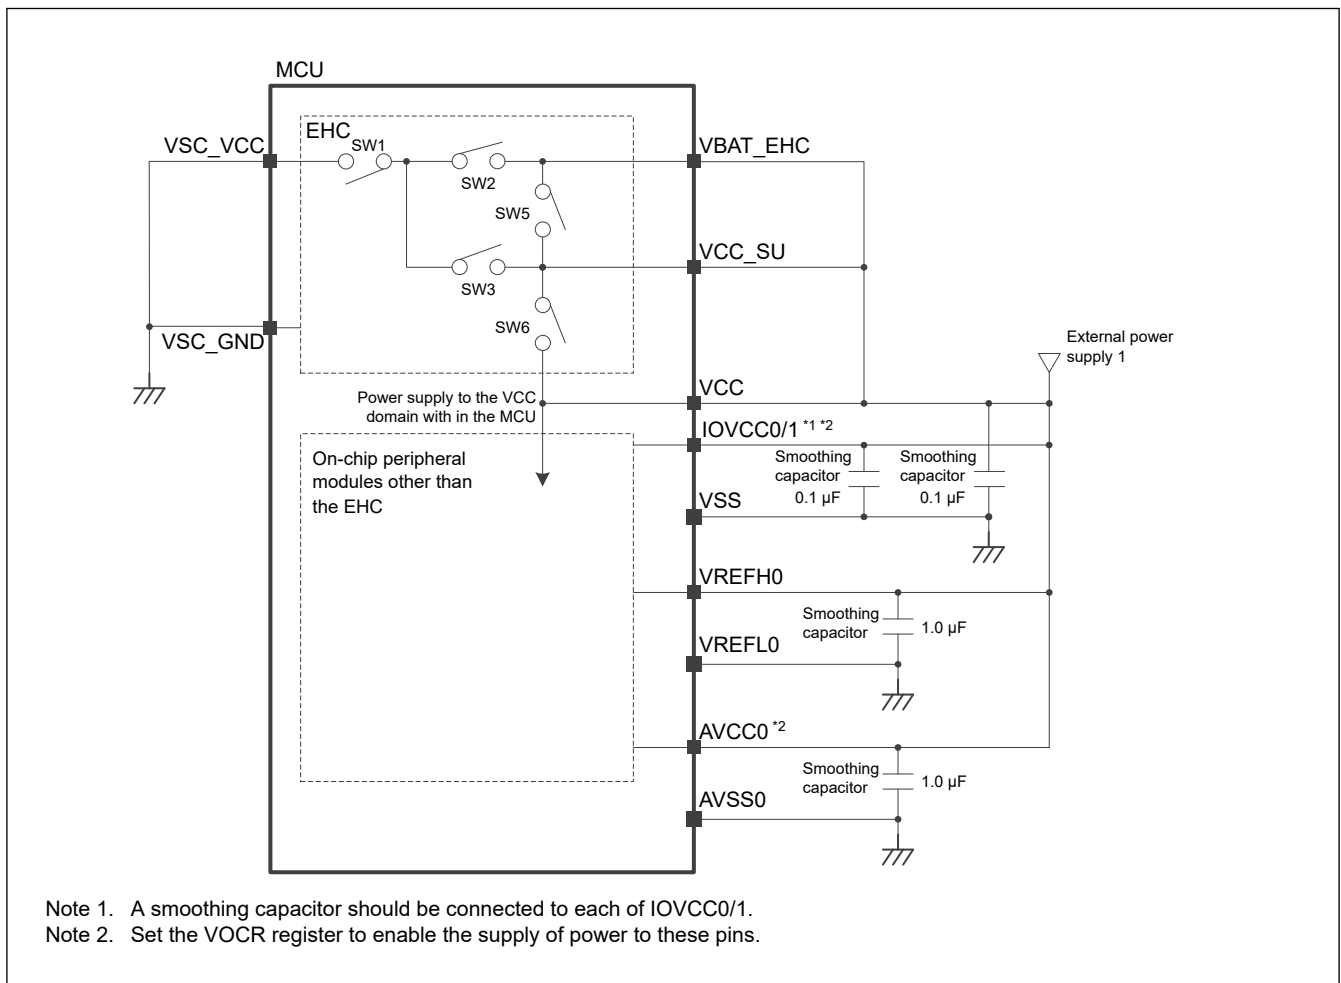 MCU
EHC
SW1
VSC_VCC
VBAT_EHC
SW2
SW5
VCC_SU
SW3
SW6
VSC_GND
External power
supply 1
VCC
Power supply to the VCC
domain with in the MCU
IOVCC0/1 *1 *2
On-chip peripheral
modules other than
the EHC
Smoothing
capacitor
0.1 µF
Smoothing
capacitor
0.1 µF
VSS
VREFH0
Smoothing
capacitor
1.0 µF
VREFL0
AVCC0 *2
Smoothing
capacitor
1.0 µF
AVSS0
Note 1. A smoothing capacitor should be connected to each of IOVCC0/1.
Note 2. Set the VOCR register to enable the supply of power to these pins.